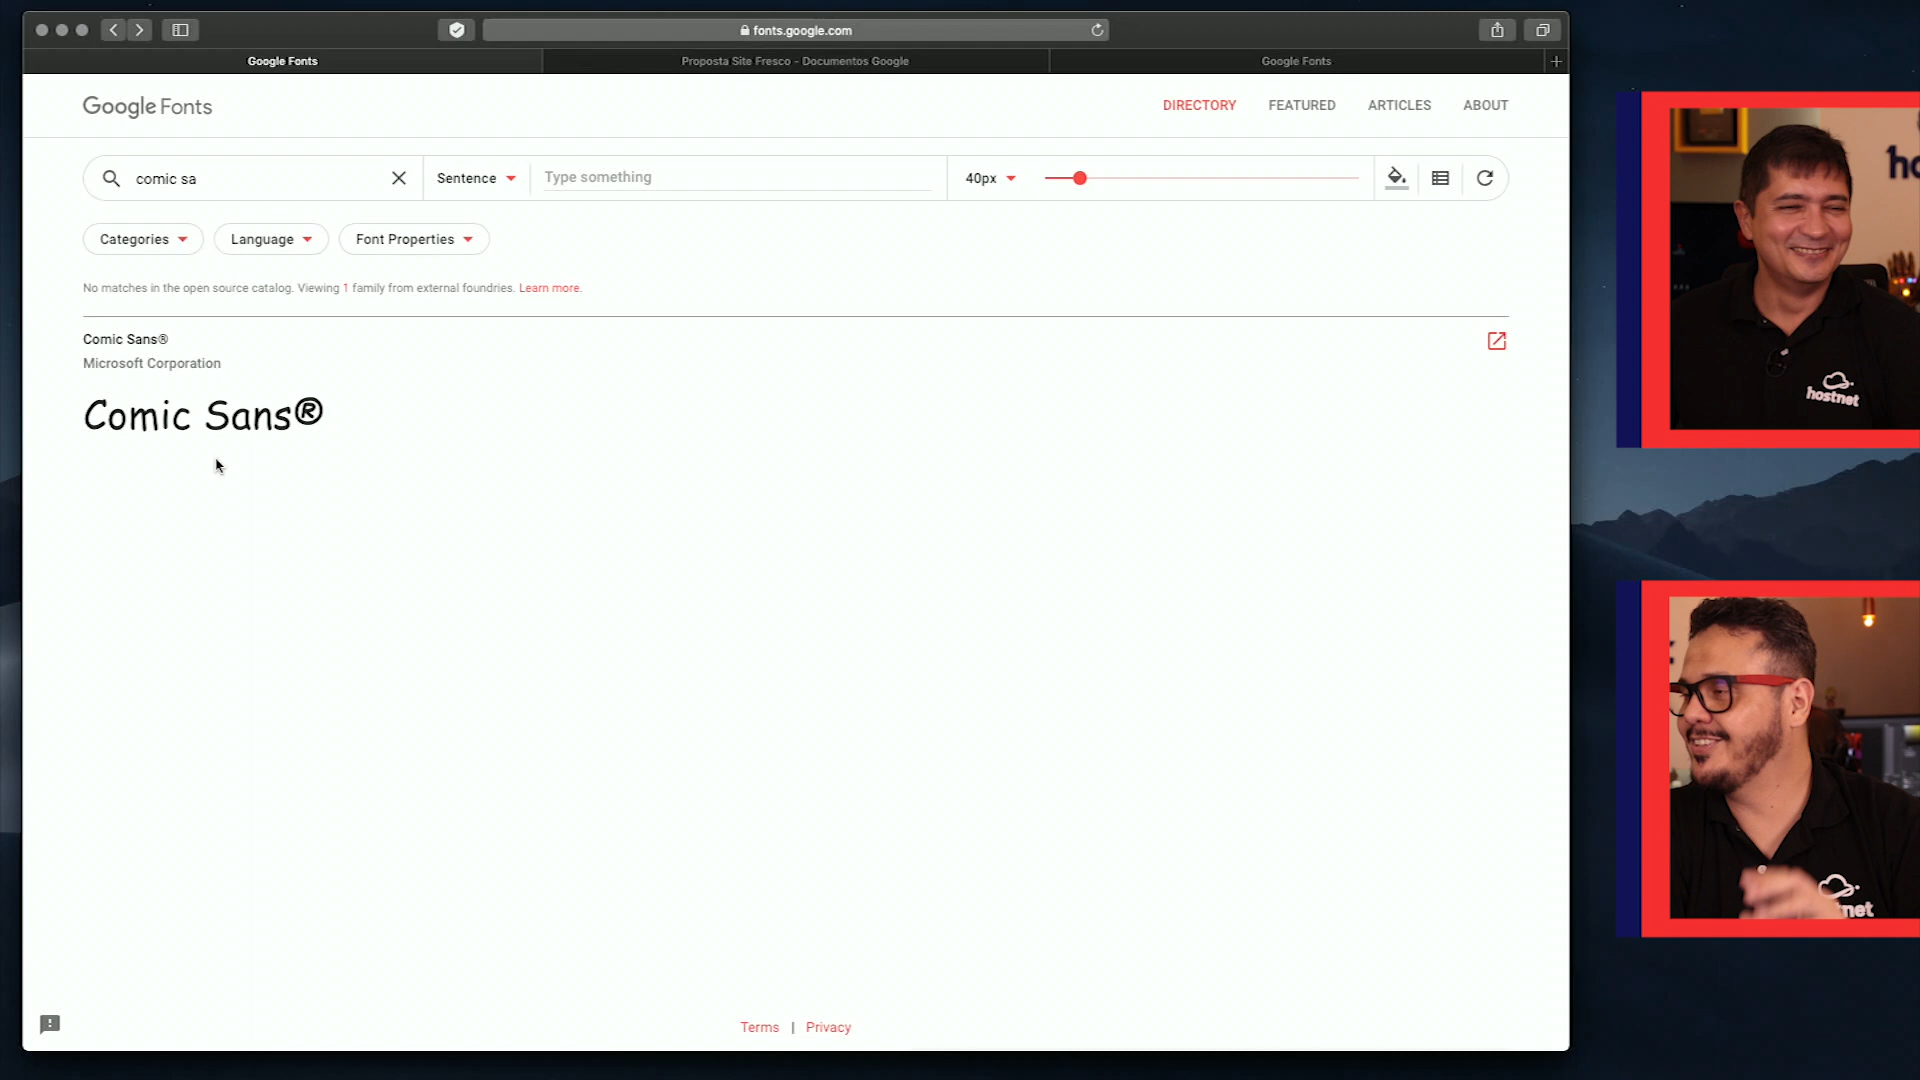 fonts.google.com
Google Fonts
Proposta Site Fresco - Documentos Google
Google Fonts
Google Fonts
DIRECTORY
FEATURED
ARTICLES
ABOUT
comic sa
Sentence
Type something
40px
Categories
Language
Font Properties
No matches in the open source catalog. Viewing 1 family from external foundries. Learn more.
Comic Sans®
Microsoft Corporation
Comic Sans®
Terms | Privacy
ho
hostnet
net